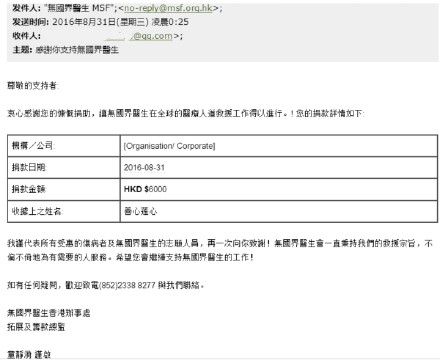 发件人: "無國界醫生 MSF";<no-reply@msf.org.hk>;
发送时间: 2016年8月31日(星期三) 凌晨0:25
收件人: @qq.com>;
主题: 感謝你支持無國界醫生
尊敬的支持者:
衷心感謝您的慷慨捐助，讓無國界醫生在全球的醫療人道救援工作得以進行。! 您的捐款詳情如下:
機構／公司: [Organisation/ Corporate]
捐款日期: 2016-08-31
捐款金額: HKD $6000
收據上之姓名: 善心蓮心
我謹代表所有受惠的傷病者及無國界醫生的志願人員，再一次向你致謝！無國界醫生會一直秉持我們的救援宗旨，不
偏不倚地為有需要的人服務。希望您會繼續支持無國界醫生的工作!
如有任何疑問，歡迎致電(852)2338 8277 與我們聯絡。
無國界醫生香港辦事處
拓展及籌款總監
謹啟